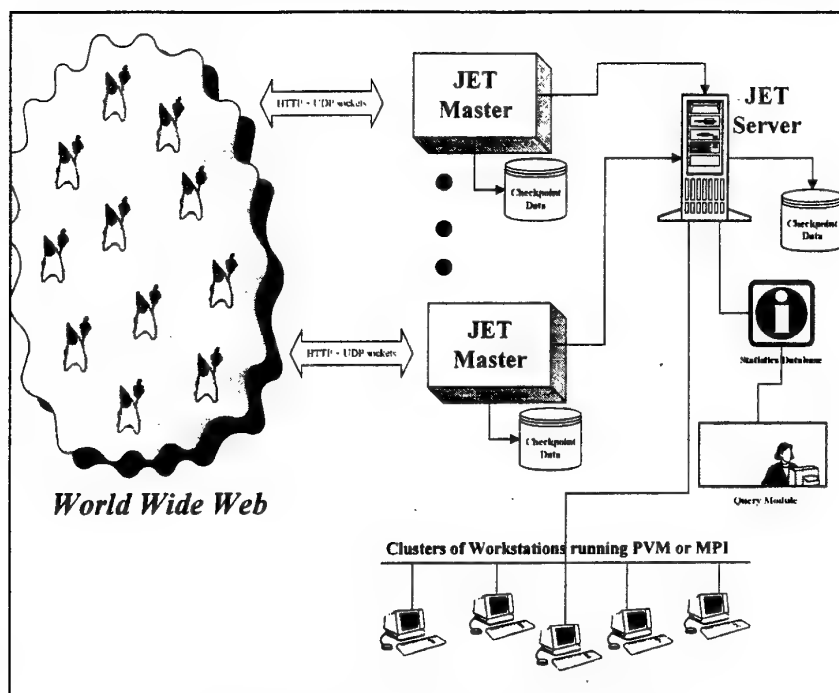 JET
Master
HTTP + UDP sockets
Checkpoint
Data
JET
Server
Checkpoint
Data
JET
Master
HTTP + UDP sockets
Checkpoint
Data
Statistics Database
Query Module
World Wide Web
Clusters of Workstations running PVM or MPI